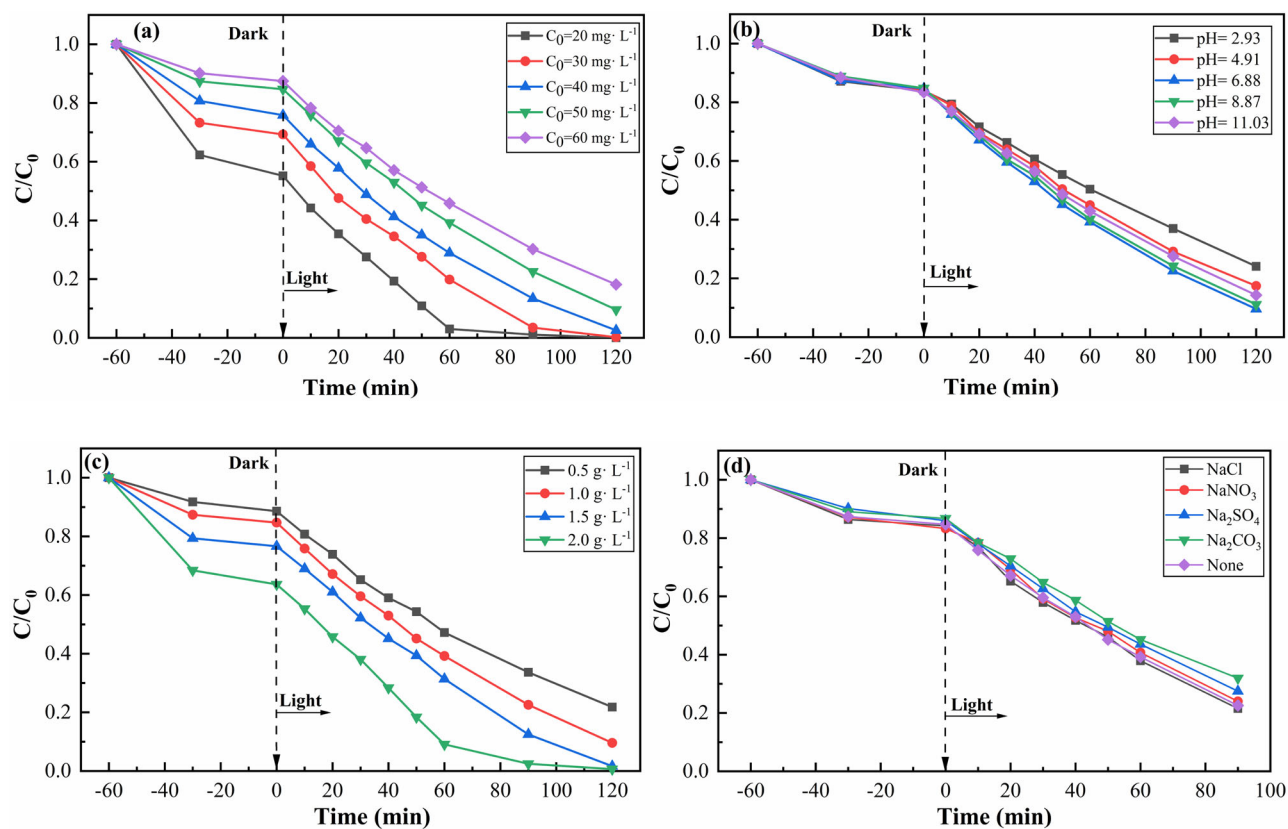 (a)
Dark
C₀=20 mg· L⁻¹
C₀=30 mg· L⁻¹
C₀=40 mg· L⁻¹
C₀=50 mg· L⁻¹
C₀=60 mg· L⁻¹
Light
C/C₀
1.0
0.8
0.6
0.4
0.2
0.0
-60 -40 -20 0 20 40 60 80 100 120
Time (min)
(b)
Dark
pH= 2.93
pH= 4.91
pH= 6.88
pH= 8.87
pH= 11.03
Light
C/C₀
1.0
0.8
0.6
0.4
0.2
0.0
-60 -40 -20 0 20 40 60 80 100 120
Time (min)
(c)
Dark
0.5 g· L⁻¹
1.0 g· L⁻¹
1.5 g· L⁻¹
2.0 g· L⁻¹
Light
C/C₀
1.0
0.8
0.6
0.4
0.2
0.0
-60 -40 -20 0 20 40 60 80 100 120
Time (min)
(d)
Dark
NaCl
NaNO₃
Na₂SO₄
Na₂CO₃
None
Light
C/C₀
1.0
0.8
0.6
0.4
0.2
0.0
-60 -40 -20 0 20 40 60 80 100
Time (min)